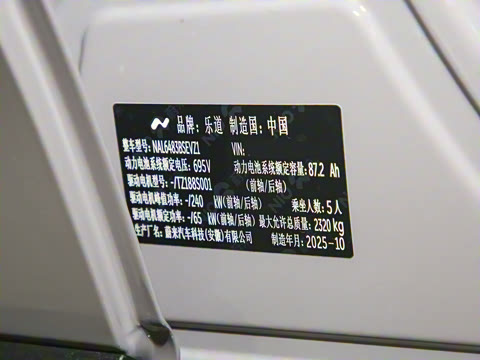 品牌：乐道 制造国：中国
整车型号：NAL6483BSEVZ1 VIN：
动力电池系统额定电压：695V 动力电池系统额定容量：87.2 Ah
驱动电机型号：-/TZ188S001 (前轴/后轴)
驱动电机峰值功率：-/240 kW(前轴/后轴) 乘坐人数：5人
驱动电机额定功率：-/65 kW(前轴/后轴) 最大允许总质量：2320 kg
生产厂名：蔚来汽车科技(安徽)有限公司 制造年月：2025-10